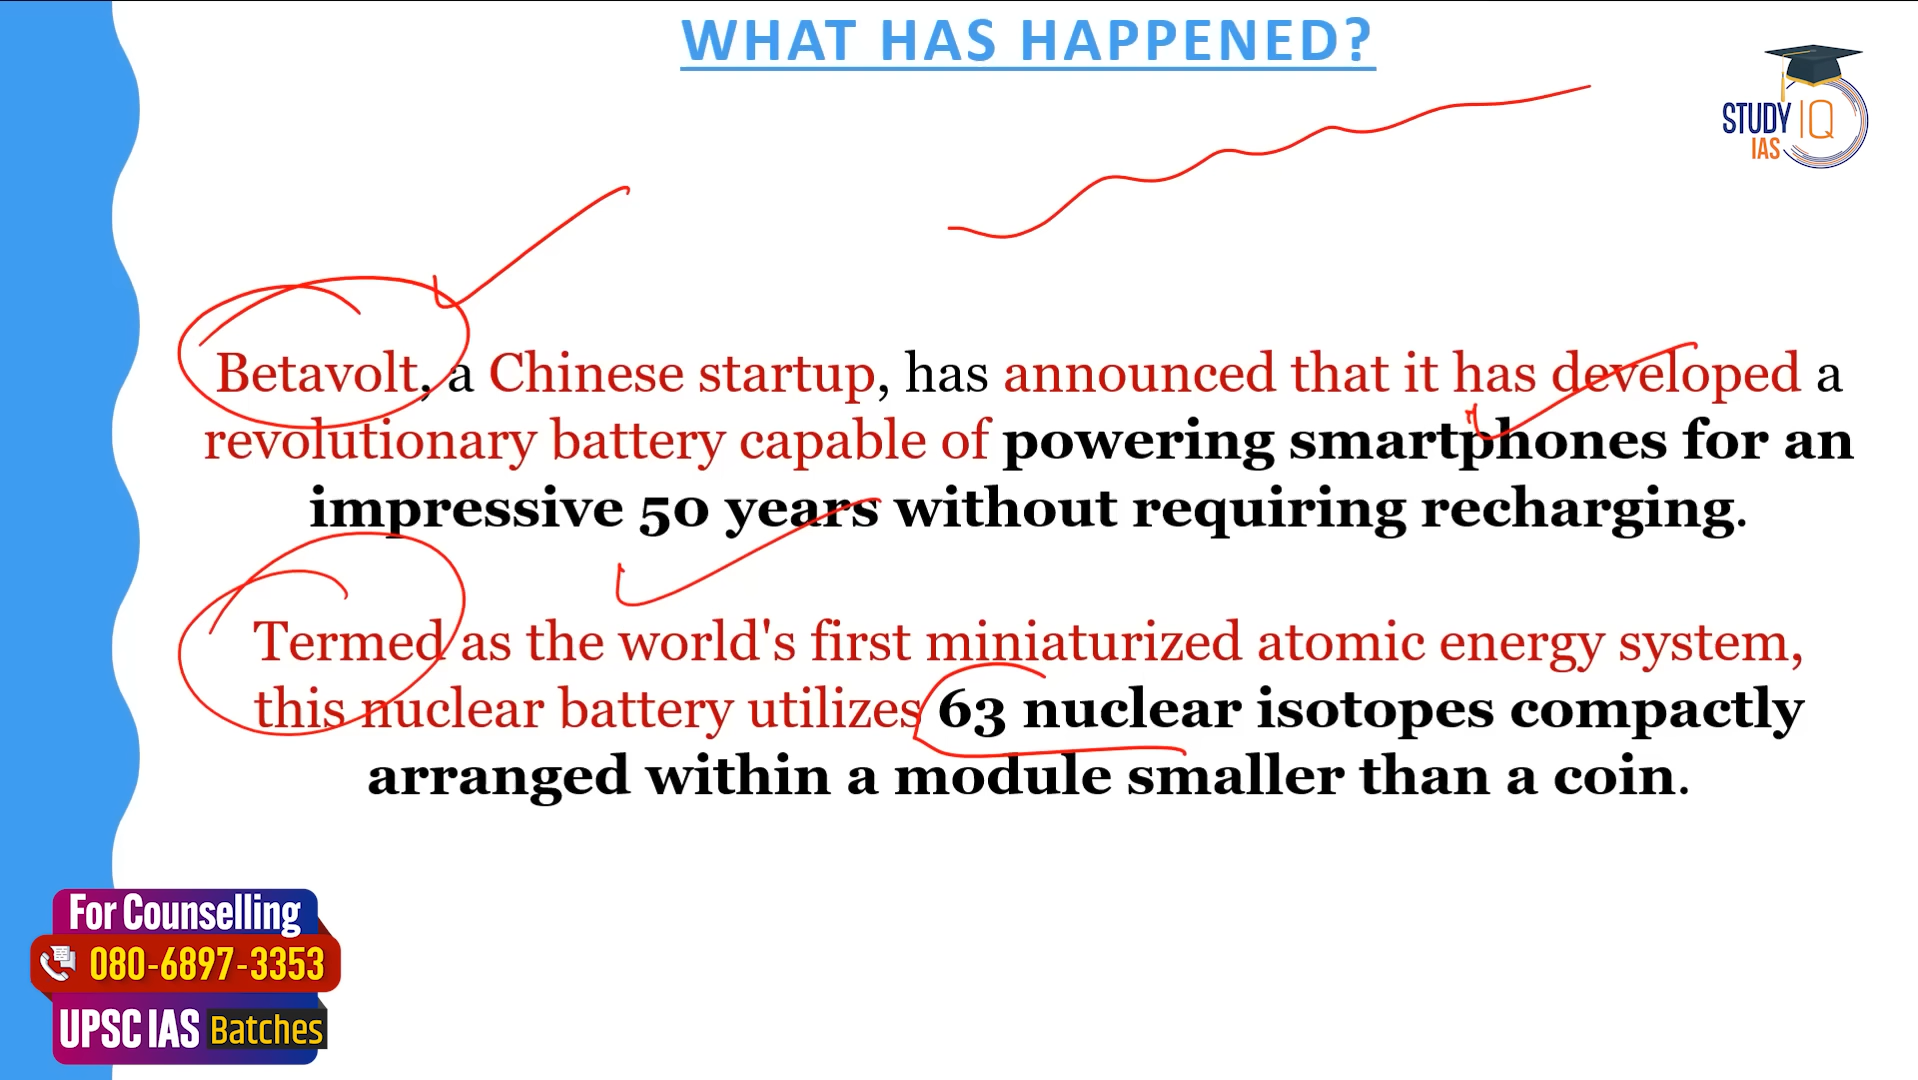 WHAT HAS HAPPENED?
STUDY IQ
IAS
Betavolt, a Chinese startup, has announced that it has developed a
revolutionary battery capable of powering smartphones for an
impressive 50 years without requiring recharging.
Termed as the world's first miniaturized atomic energy system,
this nuclear battery utilizes 63 nuclear isotopes compactly
arranged within a module smaller than a coin.
For Counselling
080-6897-3353
UPSC IAS Batches